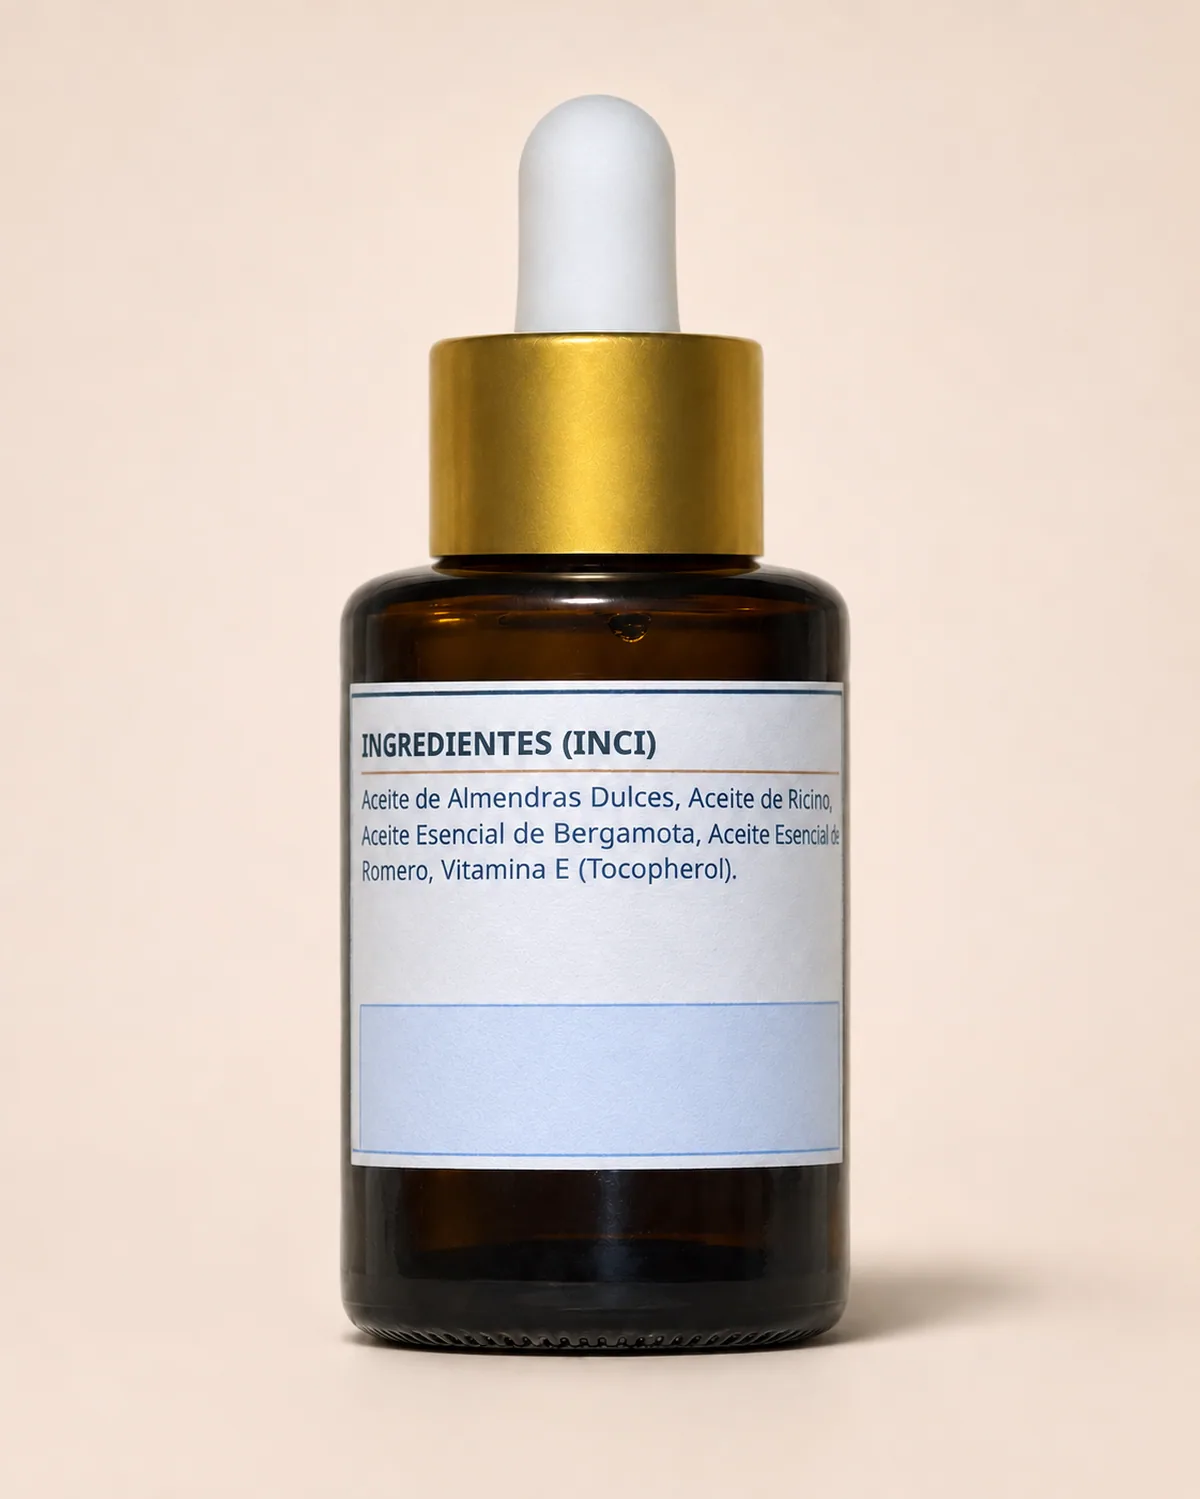 INGREDIENTES (INCI)
Aceite de Almendras Dulces, Aceite de Ricino,
Aceite Esencial de Bergamota, Aceite Esencial de
Romero, Vitamina E (Tocopherol).